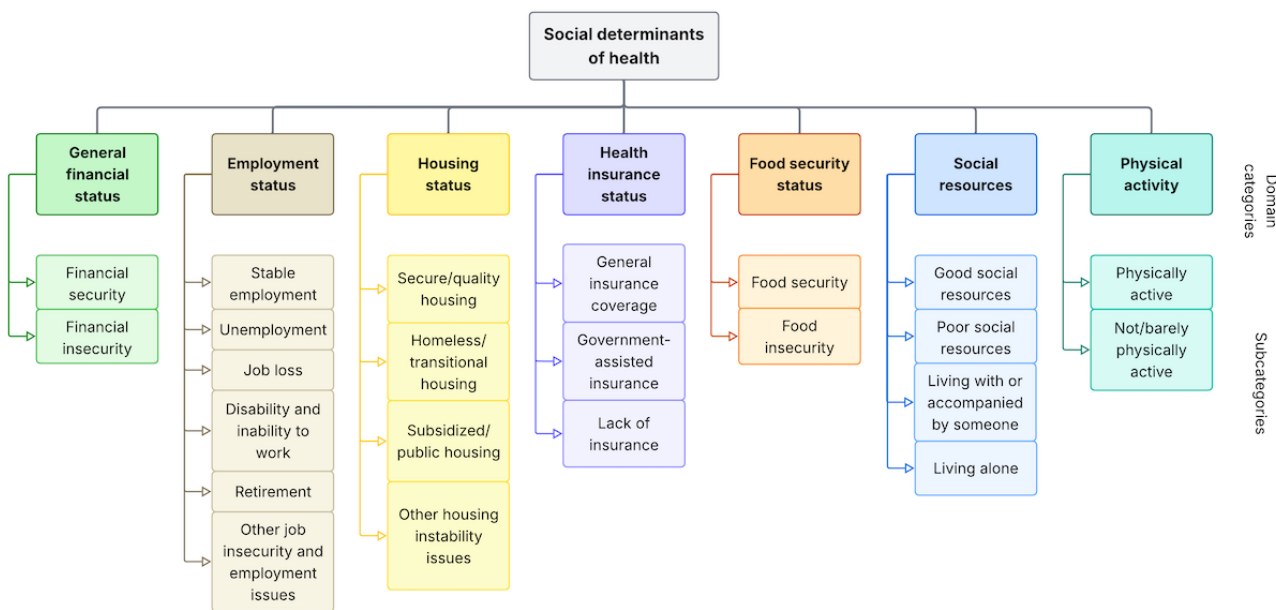 Social determinants
of health
General
financial
status
Employment
status
Housing
status
Health
insurance
status
Food security
status
Social
resources
Physical
activity
Domain
categories
Financial
security
Financial
insecurity
Stable
employment
Unemployment
Job loss
Disability and
inability to
work
Retirement
Other job
insecurity and
employment
issues
Secure/quality
housing
Homeless/
transitional
housing
Subsidized/
public housing
Other housing
instability
issues
General
insurance
coverage
Government-
assisted
insurance
Lack of
insurance
Food security
Food
insecurity
Good social
resources
Poor social
resources
Living with or
accompanied
by someone
Living alone
Physically
active
Not/barely
physically
active
Subcategories